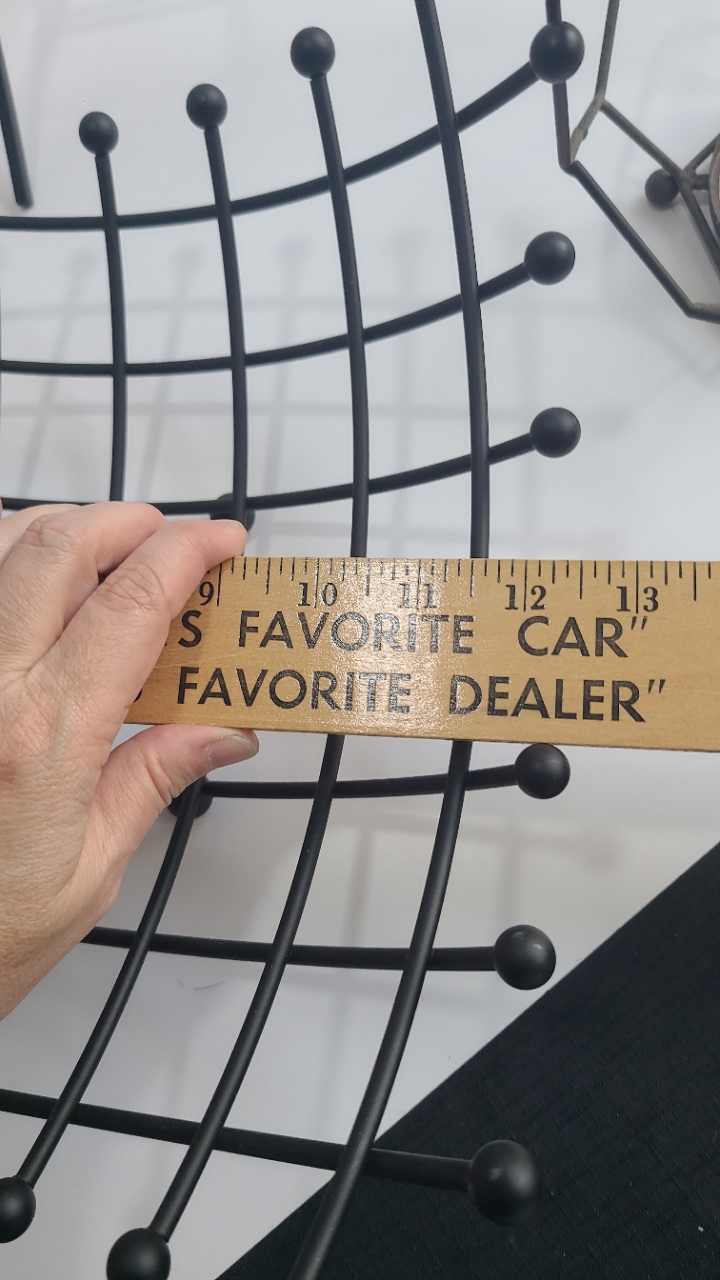 9 10 11 12 13
S FAVORITE CAR"
FAVORITE DEALER"